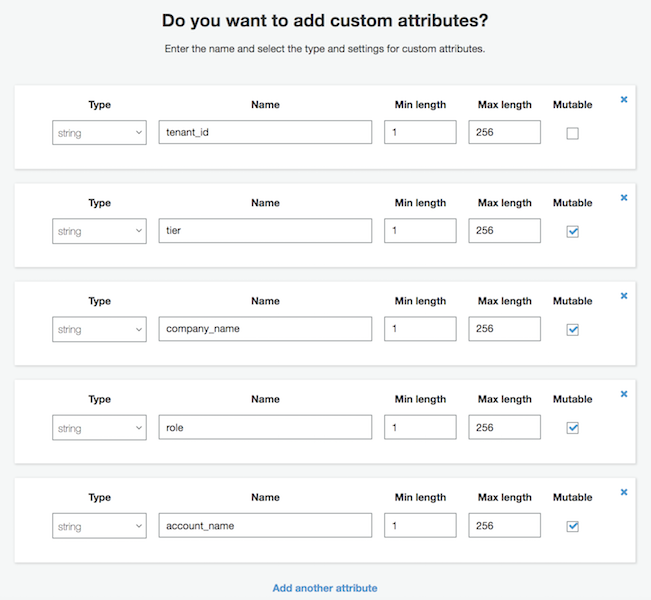 Do you want to add custom attributes?
Enter the name and select the type and settings for custom attributes.
Type Name Min length Max length Mutable
string tenant_id 1 256
Type Name Min length Max length Mutable
string tier 1 256
Type Name Min length Max length Mutable
string company_name 1 256
Type Name Min length Max length Mutable
string role 1 256
Type Name Min length Max length Mutable
string account_name 1 256
Add another attribute